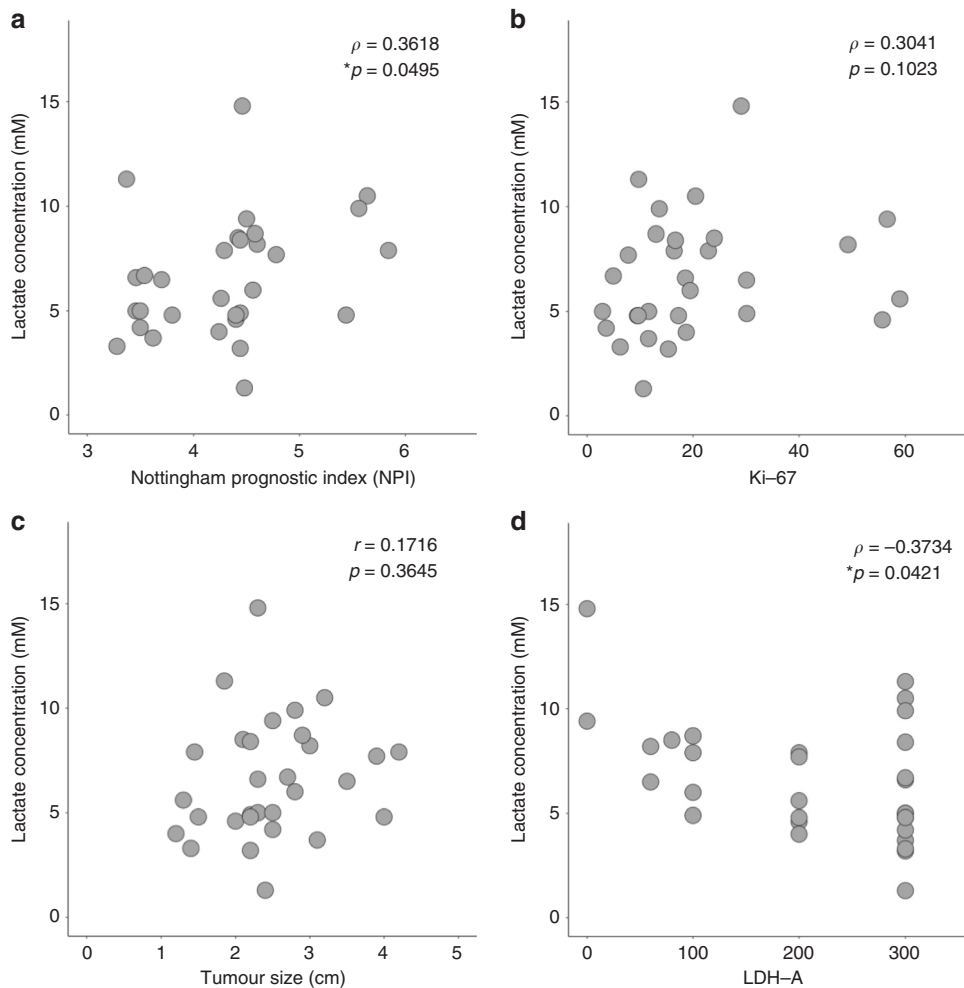 a
ρ = 0.3618
*p = 0.0495
Lactate concentration (mM)
15
10
5
0
3 4 5 6
Nottingham prognostic index (NPI)
b
ρ = 0.3041
p = 0.1023
Lactate concentration (mM)
15
10
5
0
0 20 40 60
Ki–67
c
r = 0.1716
p = 0.3645
Lactate concentration (mM)
15
10
5
0
0 1 2 3 4 5
Tumour size (cm)
d
ρ = –0.3734
*p = 0.0421
Lactate concentration (mM)
15
10
5
0
0 100 200 300
LDH–A